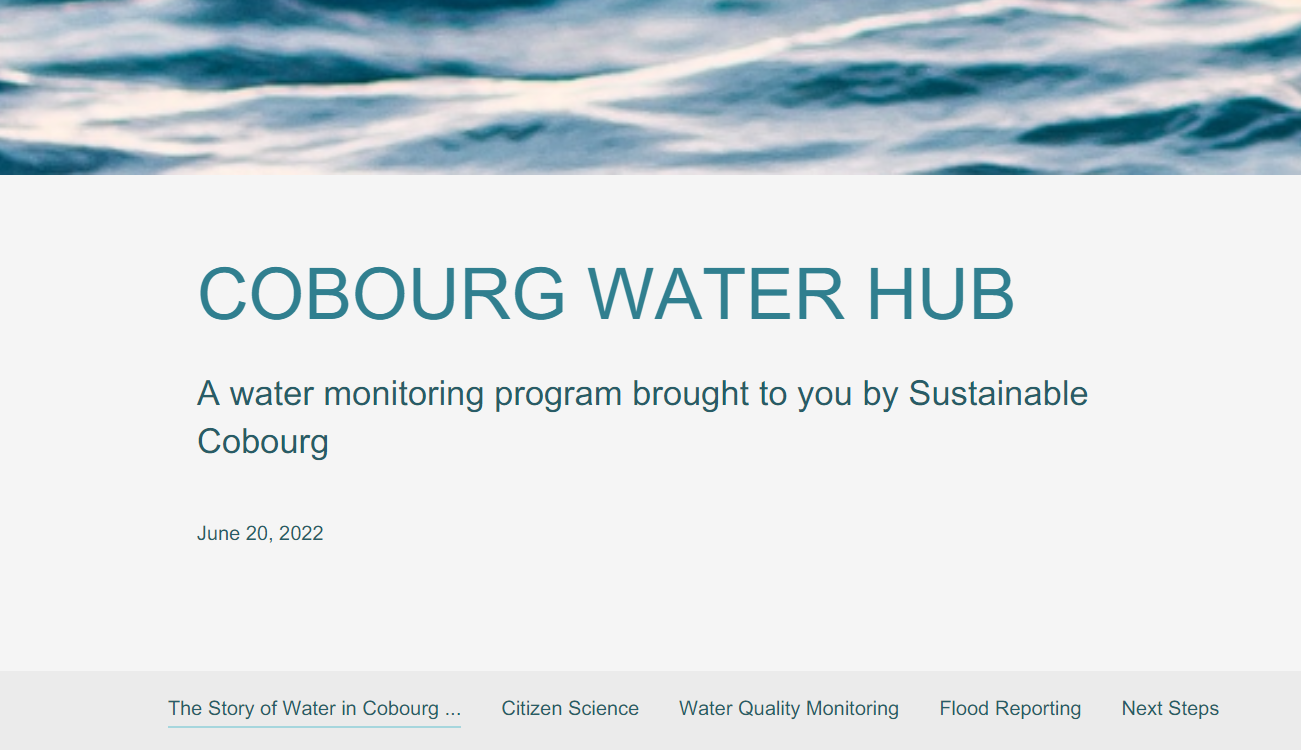 COBOURG WATER HUB
A water monitoring program brought to you by Sustainable
Cobourg
June 20, 2022
The Story of Water in Cobourg ... Citizen Science Water Quality Monitoring Flood Reporting Next Steps